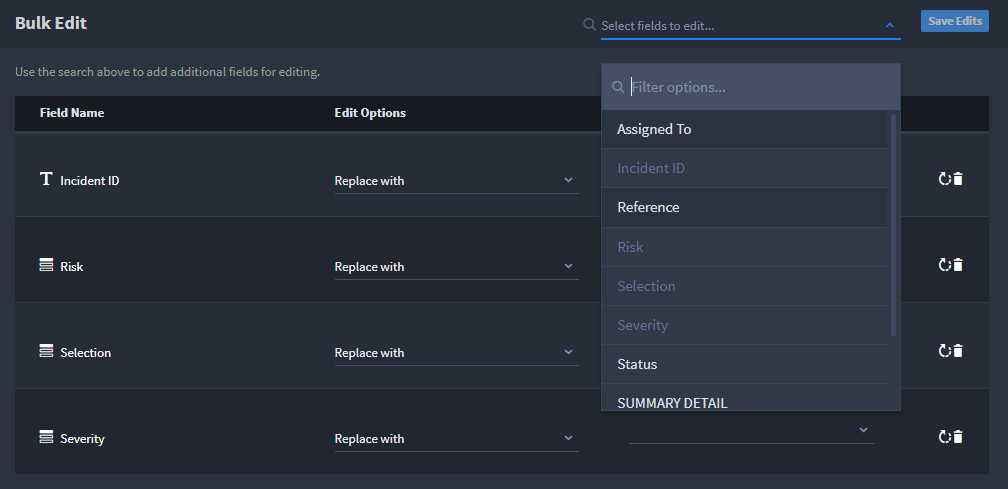 Bulk Edit
Select fields to edit...
Save Edits
Use the search above to add additional fields for editing.
Filter options...
Field Name
Edit Options
Assigned To
Incident ID
Reference
Risk
Selection
Severity
Status
SUMMARY DETAIL
T Incident ID
Replace with
Risk
Replace with
Selection
Replace with
Severity
Replace with